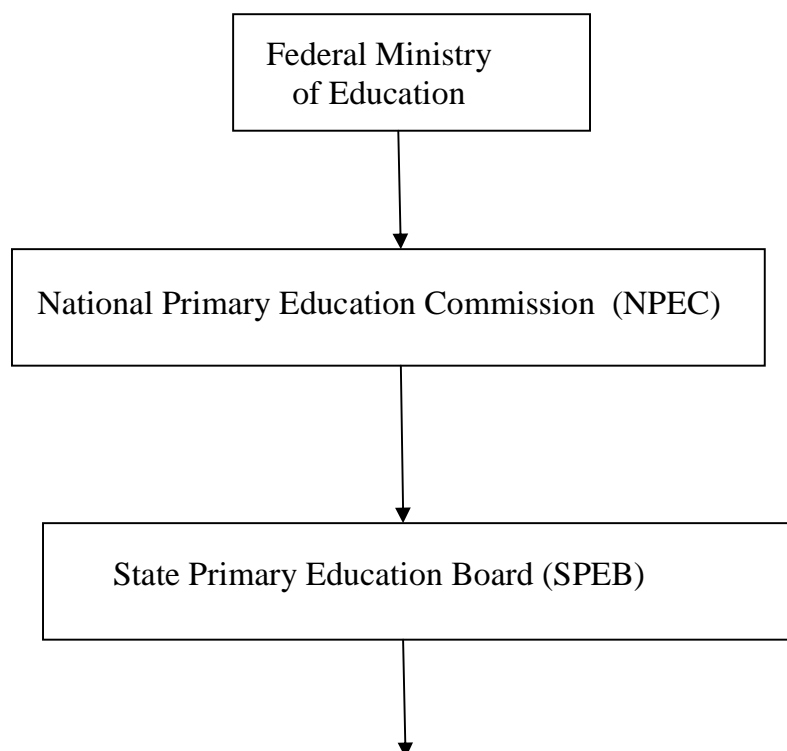 Federal Ministry
of Education
National Primary Education Commission (NPEC)
State Primary Education Board (SPEB)